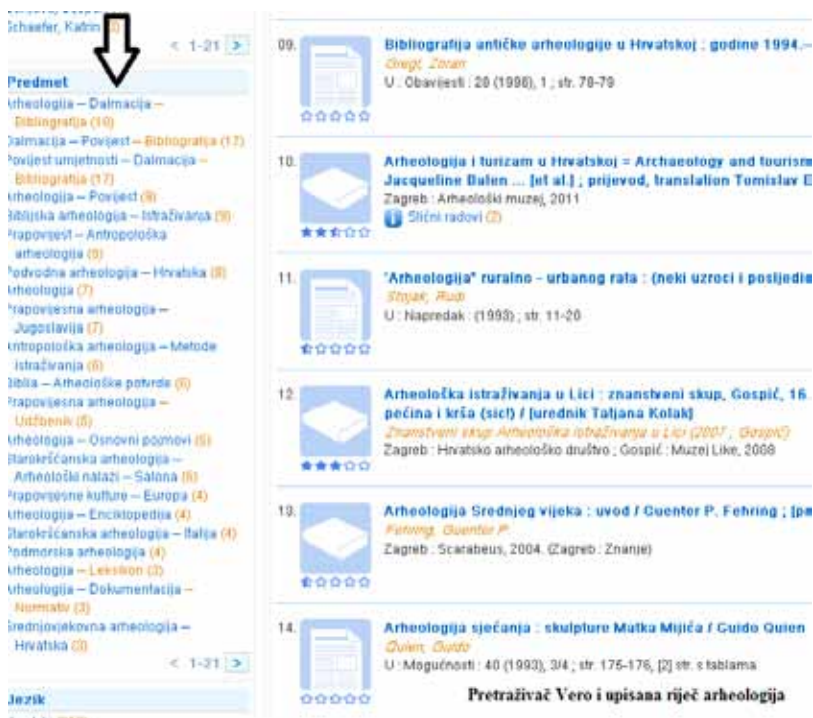 Schaefer, Katrin
< 1-21 >
Predmet
Arheologija – Dalmacija –
Bibliografija (18)
Dalmacija – Povijest – Bibliografija (17)
Povijest umjetnosti – Dalmacija –
Bibliografija (17)
Arheologija – Povijest (9)
Biblijska arheologija – Istraživanja (9)
Prapovijest – Antropološka
arheologija (8)
Podvodna arheologija – Hrvatska (8)
Arheologija (7)
Prapovijesna arheologija –
Jugoslavija (7)
Antropološka arheologija – Metode
istraživanja (6)
Biblia – Arheološke potvrde (6)
Prapovijesna arheologija –
Udžbenik (6)
Arheologija – Osnovni pojmovi (5)
Starokršćanska arheologija –
Arheološki nalazi – Salona (5)
Prapovijesne kulture – Europa (4)
Arheologija – Enciklopedija (4)
Starokršćanska arheologija – Italija (4)
Podmorska arheologija (4)
Arheologija – Leksikon (3)
Arheologija – Dokumentacija –
Normativ (3)
Srednjovjekovna arheologija –
Hrvatska (3)
< 1-21 >
Jezik
09. Bibliografija antičke arheologije u Hrvatskoj : godine 1994.–
Gregl, Zoran
U : Obavijesti : 28 (1996), 1 ; str. 78-79
10. Arheologija i turizam u Hrvatskoj = Archaeology and tourism
Jacqueline Balen ... [et al.] ; prijevod, translation Tomislav
Zagreb : Arheološki muzej, 2011
Slični radovi (2)
11. "Arheologija" ruralno - urbanog rata : (neki uzroci i
Stojak, Rudi
U : Napredak : (1993) ; str. 11-20
12. Arheološka istraživanja u Lici : znanstveni skup, Gospić, 16.
pećina i krša (sic!) / [urednik Tatjana Kolak]
Znanstveni skup Arheološka istraživanja u Lici (2007 ; Gospić)
Zagreb : Hrvatsko arheološko društvo ; Gospić : Muzej Like, 2008
13. Arheologija Srednjeg vijeka : uvod / Guenter P. Fehring ;
Fehring, Guenter P.
Zagreb : Scarabeus, 2004. (Zagreb : Znanje)
14. Arheologija sjećanja : skulpture Matka Mijića / Guido Quien
Quien, Guido
U : Mogućnosti : 40 (1993), 3/4 ; str. 175-176, [2] str. s tablama
Pretraživač Vero i upisana riječ arheologija